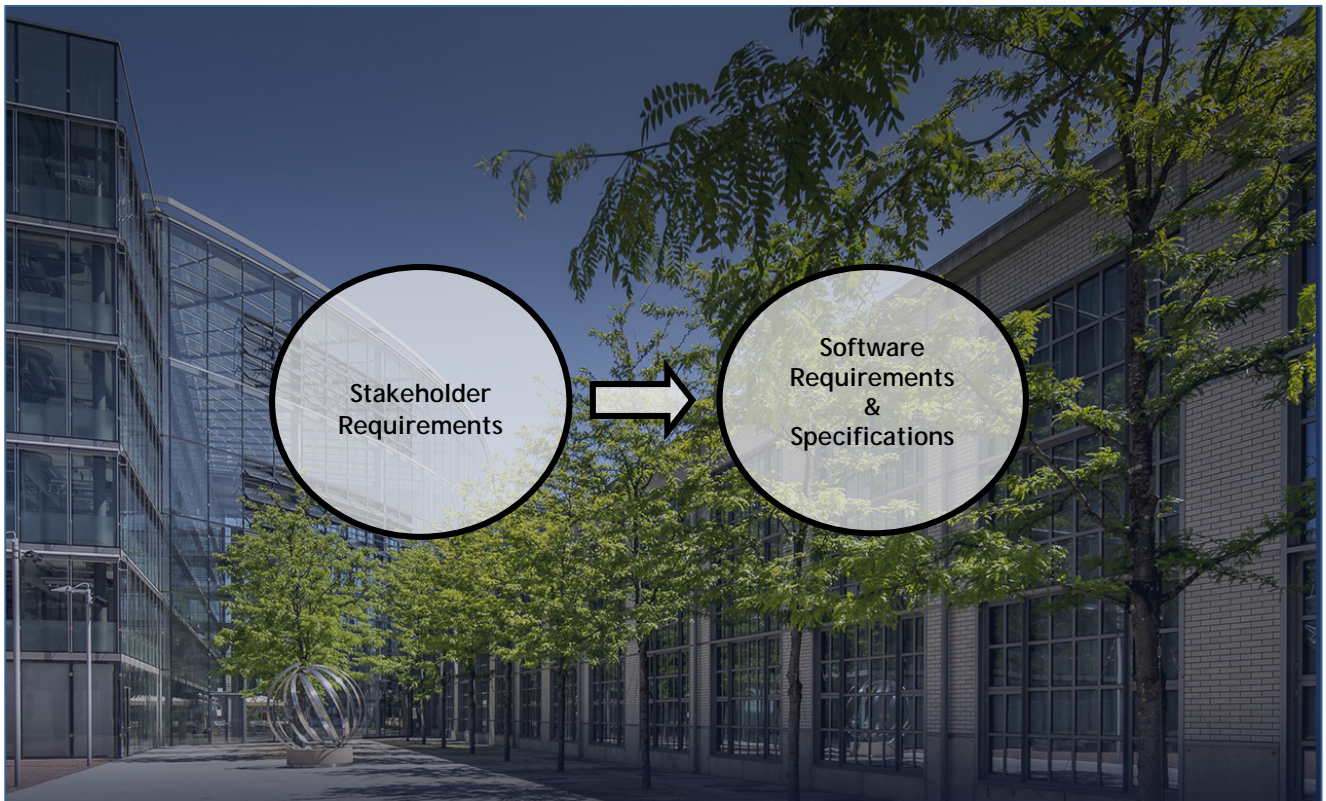 Stakeholder
Requirements
Software
Requirements
&
Specifications